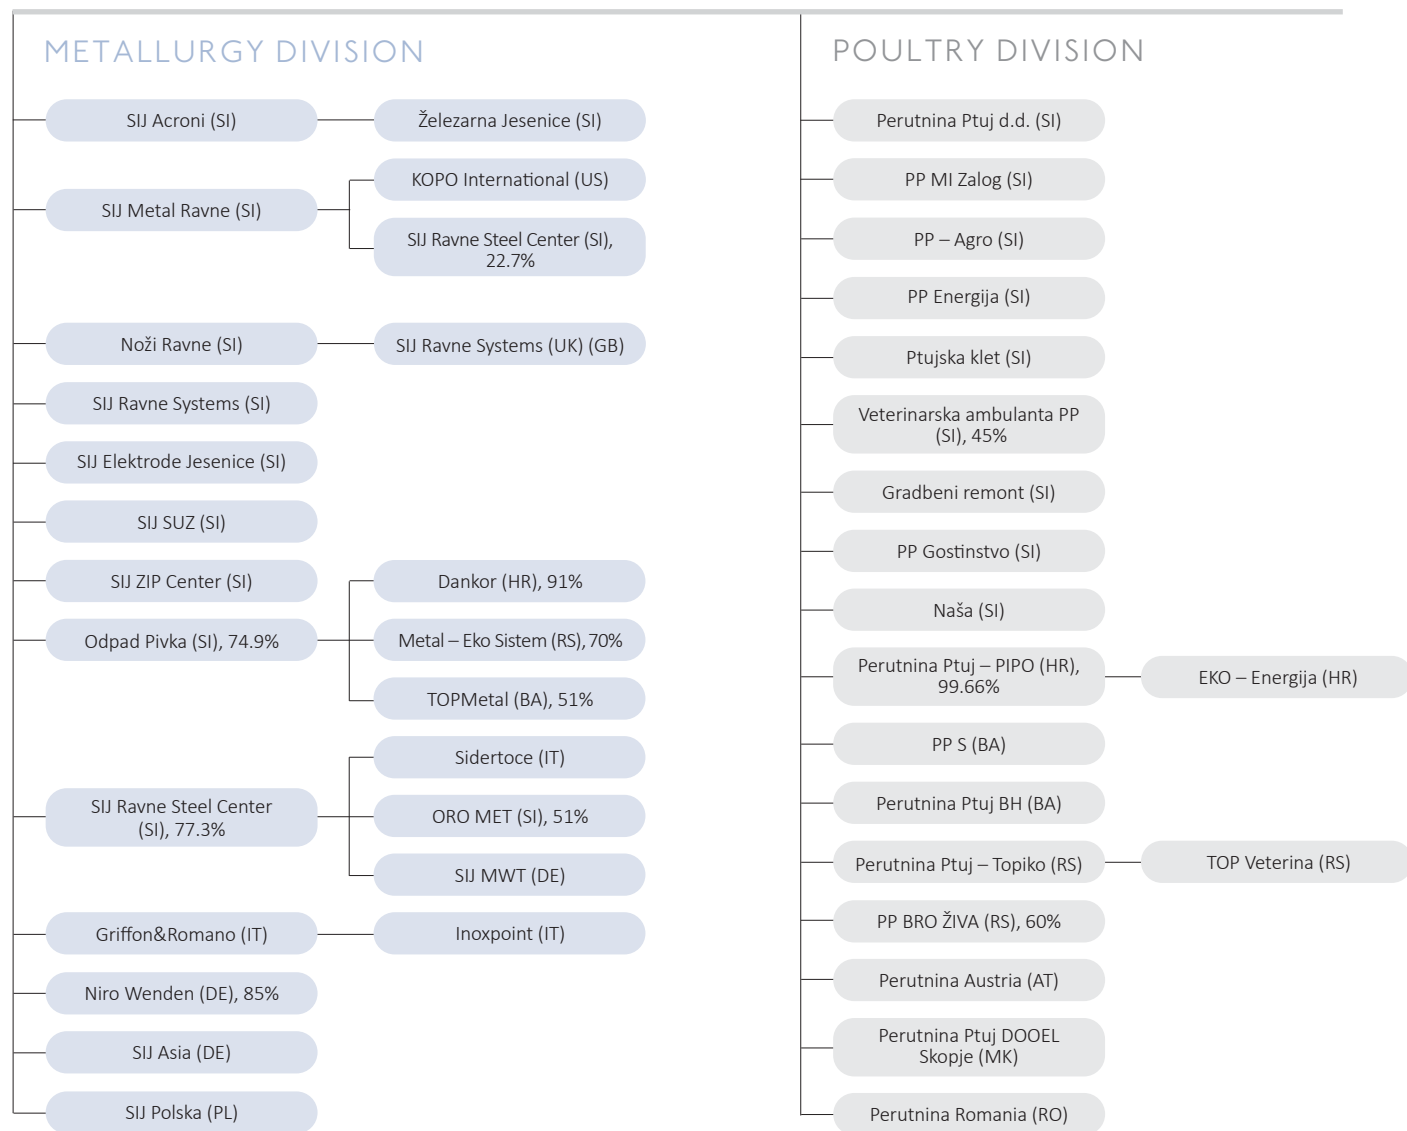 METALLURGY DIVISION
SIJ Acroni (SI)
Železarna Jesenice (SI)
SIJ Metal Ravne (SI)
KOPO International (US)
SIJ Ravne Steel Center (SI),
22.7%
Noži Ravne (SI)
SIJ Ravne Systems (UK) (GB)
SIJ Ravne Systems (SI)
SIJ Elektrode Jesenice (SI)
SIJ SUZ (SI)
SIJ ZIP Center (SI)
Odpad Pivka (SI), 74.9%
Dankor (HR), 91%
Metal – Eko Sistem (RS), 70%
TOPMetal (BA), 51%
SIJ Ravne Steel Center
(SI), 77.3%
Sidertoce (IT)
ORO MET (SI), 51%
SIJ MWT (DE)
Griffon&Romano (IT)
Inoxpoint (IT)
Niro Wenden (DE), 85%
SIJ Asia (DE)
SIJ Polska (PL)
POULTRY DIVISION
Perutnina Ptuj d.d. (SI)
PP MI Zalog (SI)
PP – Agro (SI)
PP Energija (SI)
Ptujska klet (SI)
Veterinarska ambulanta PP
(SI), 45%
Gradbeni remont (SI)
PP Gostinstvo (SI)
Naša (SI)
Perutnina Ptuj – PIPO (HR),
99.66%
EKO – Energija (HR)
PP S (BA)
Perutnina Ptuj BH (BA)
Perutnina Ptuj – Topiko (RS)
TOP Veterina (RS)
PP BRO ŽIVA (RS), 60%
Perutnina Austria (AT)
Perutnina Ptuj DOOEL
Skopje (MK)
Perutnina Romania (RO)